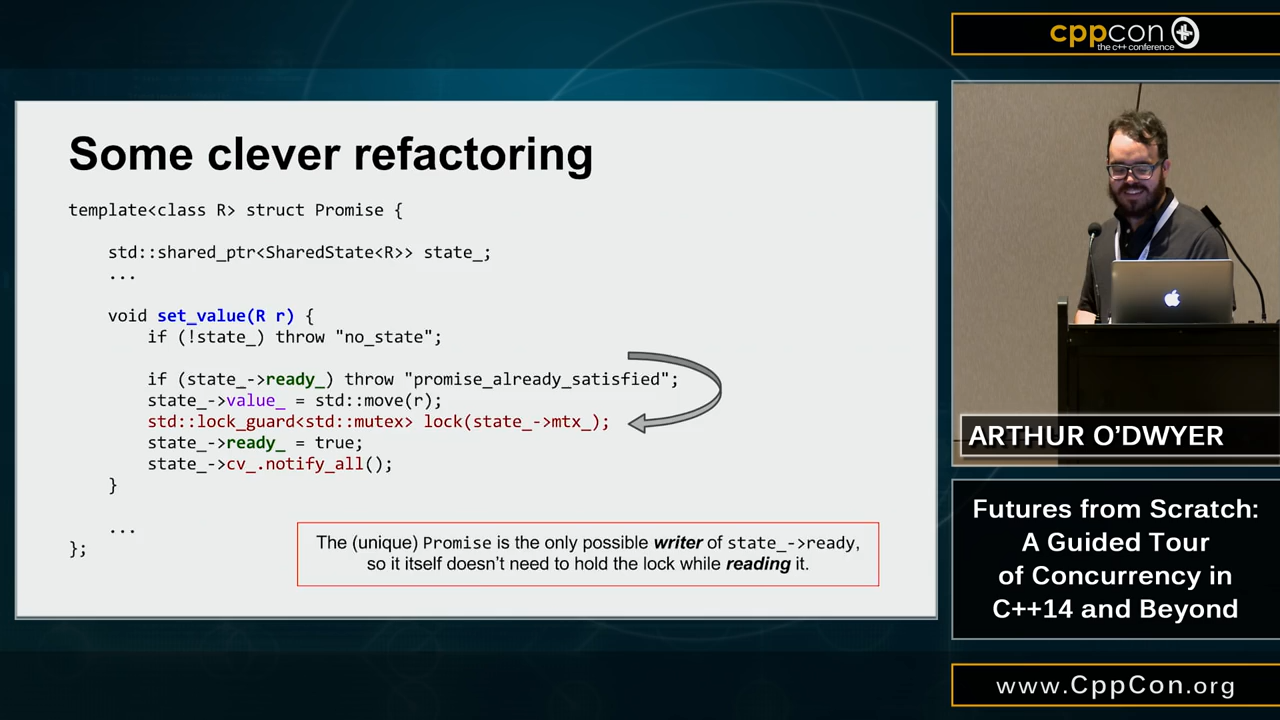 Some clever refactoring
template<class R> struct Promise {
std::shared_ptr<SharedState<R>> state_;
...
void set_value(R r) {
if (!state_) throw "no_state";
if (state_->ready_) throw "promise_already_satisfied";
state_->value_ = std::move(r);
std::lock_guard<std::mutex> lock(state_->mtx_);
state_->ready_ = true;
state_->cv_.notify_all();
}
...
};
The (unique) Promise is the only possible writer of state_->ready,
so it itself doesn't need to hold the lock while reading it.
cppcon
the c++ conference
ARTHUR O'DWYER
Futures from Scratch:
A Guided Tour
of Concurrency in
C++14 and Beyond
www.CppCon.org